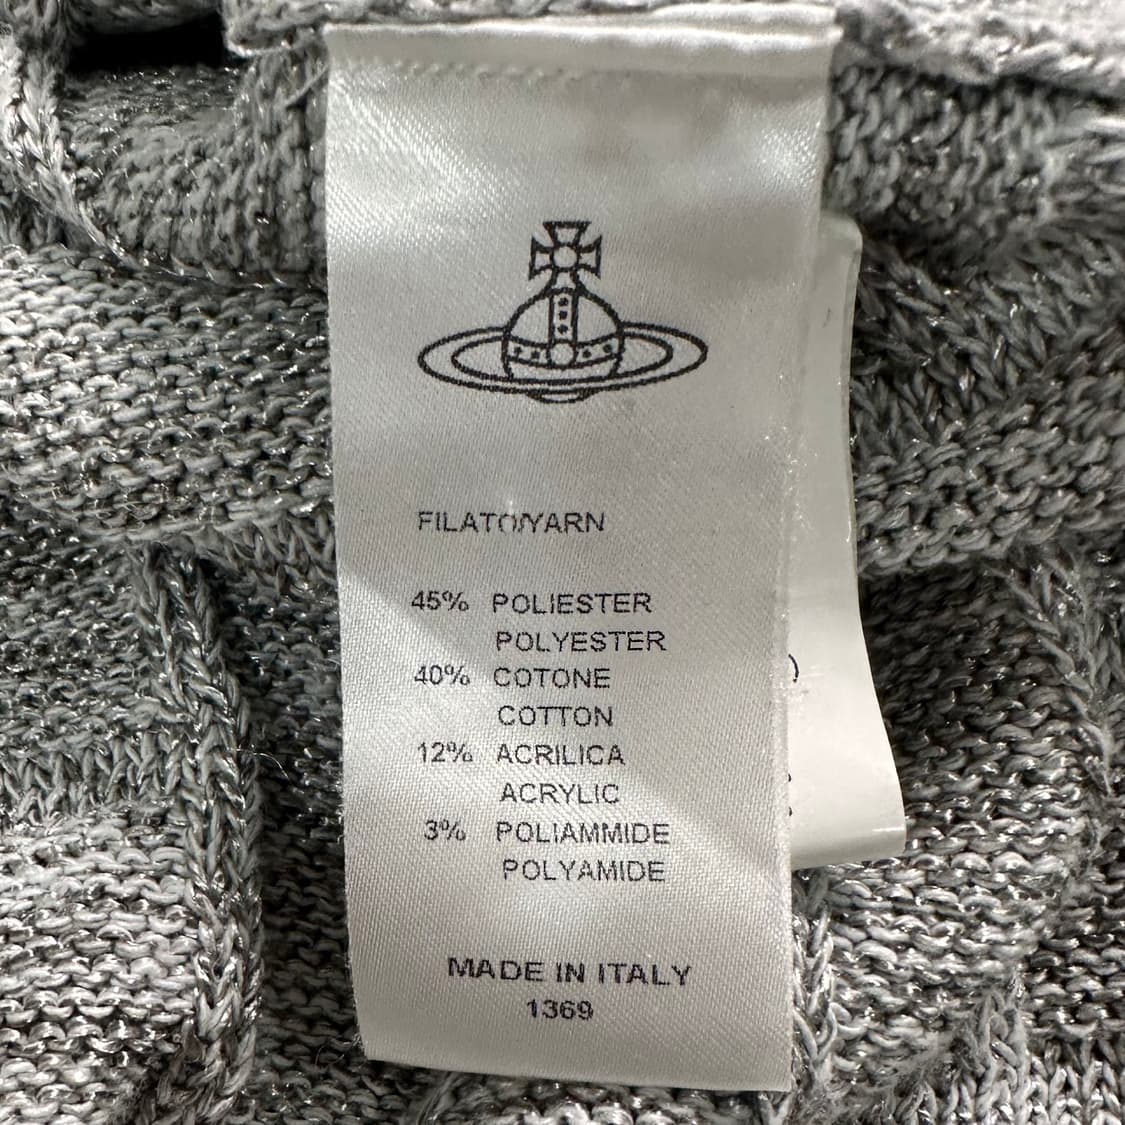 FILATO/YARN
45% POLIESTER
POLYESTER
40% COTONE
COTTON
12% ACRILICA
ACRYLIC
3% POLIAMMIDE
POLYAMIDE
MADE IN ITALY
1369